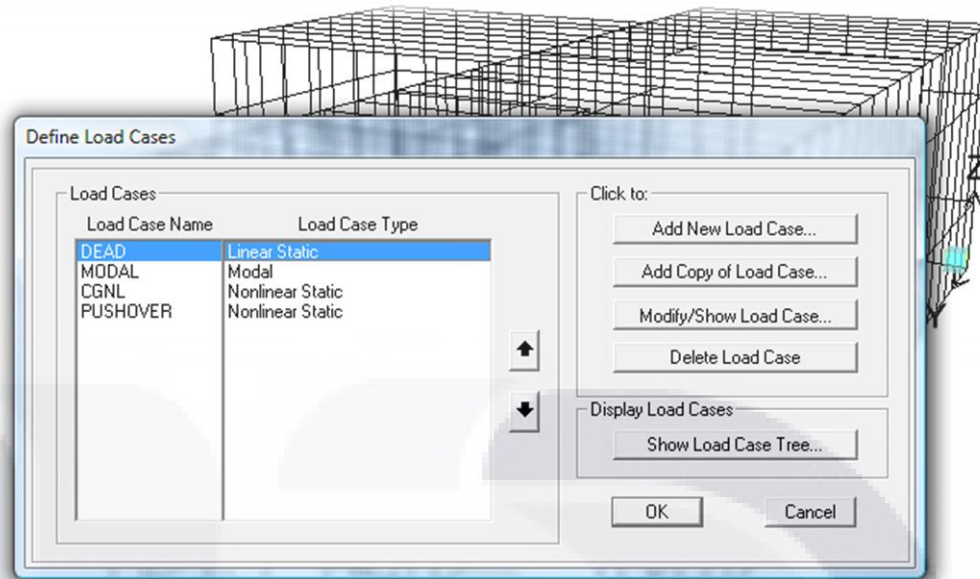 Define Load Cases
Load Cases
Load Case Name Load Case Type
DEAD Linear Static
MODAL Modal
CGNL Nonlinear Static
PUSHOVER Nonlinear Static
Click to:
Add New Load Case...
Add Copy of Load Case...
Modify/Show Load Case...
Delete Load Case
Display Load Cases
Show Load Case Tree...
OK Cancel
Z
Y